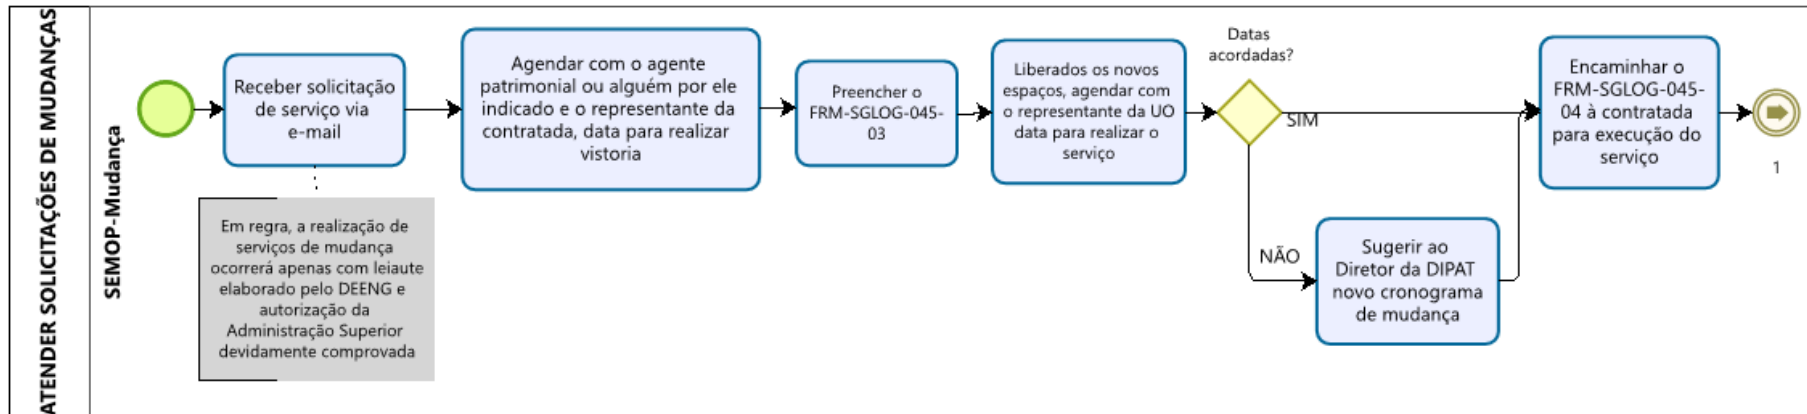 ATENDER SOLICITAÇÕES DE MUDANÇAS
SEMOP-Mudança
Receber solicitação
de serviço via
e-mail
Em regra, a realização de
serviços de mudança
ocorrerá apenas com leiaute
elaborado pelo DEENG e
autorização da
Administração Superior
devidamente comprovada
Agendar com o agente
patrimonial ou alguém por ele
indicado e o representante da
contratada, data para realizar
vistoria
Preencher o
FRM-SGLOG-045-
03
Liberados os novos
espaços, agendar com
o representante da UO
data para realizar o
serviço
Datas
acordadas?
SIM
NÃO
Sugerir ao
Diretor da DIPAT
novo cronograma
de mudança
Encaminhar o
FRM-SGLOG-045-
04 à contratada
para execução do
serviço
1